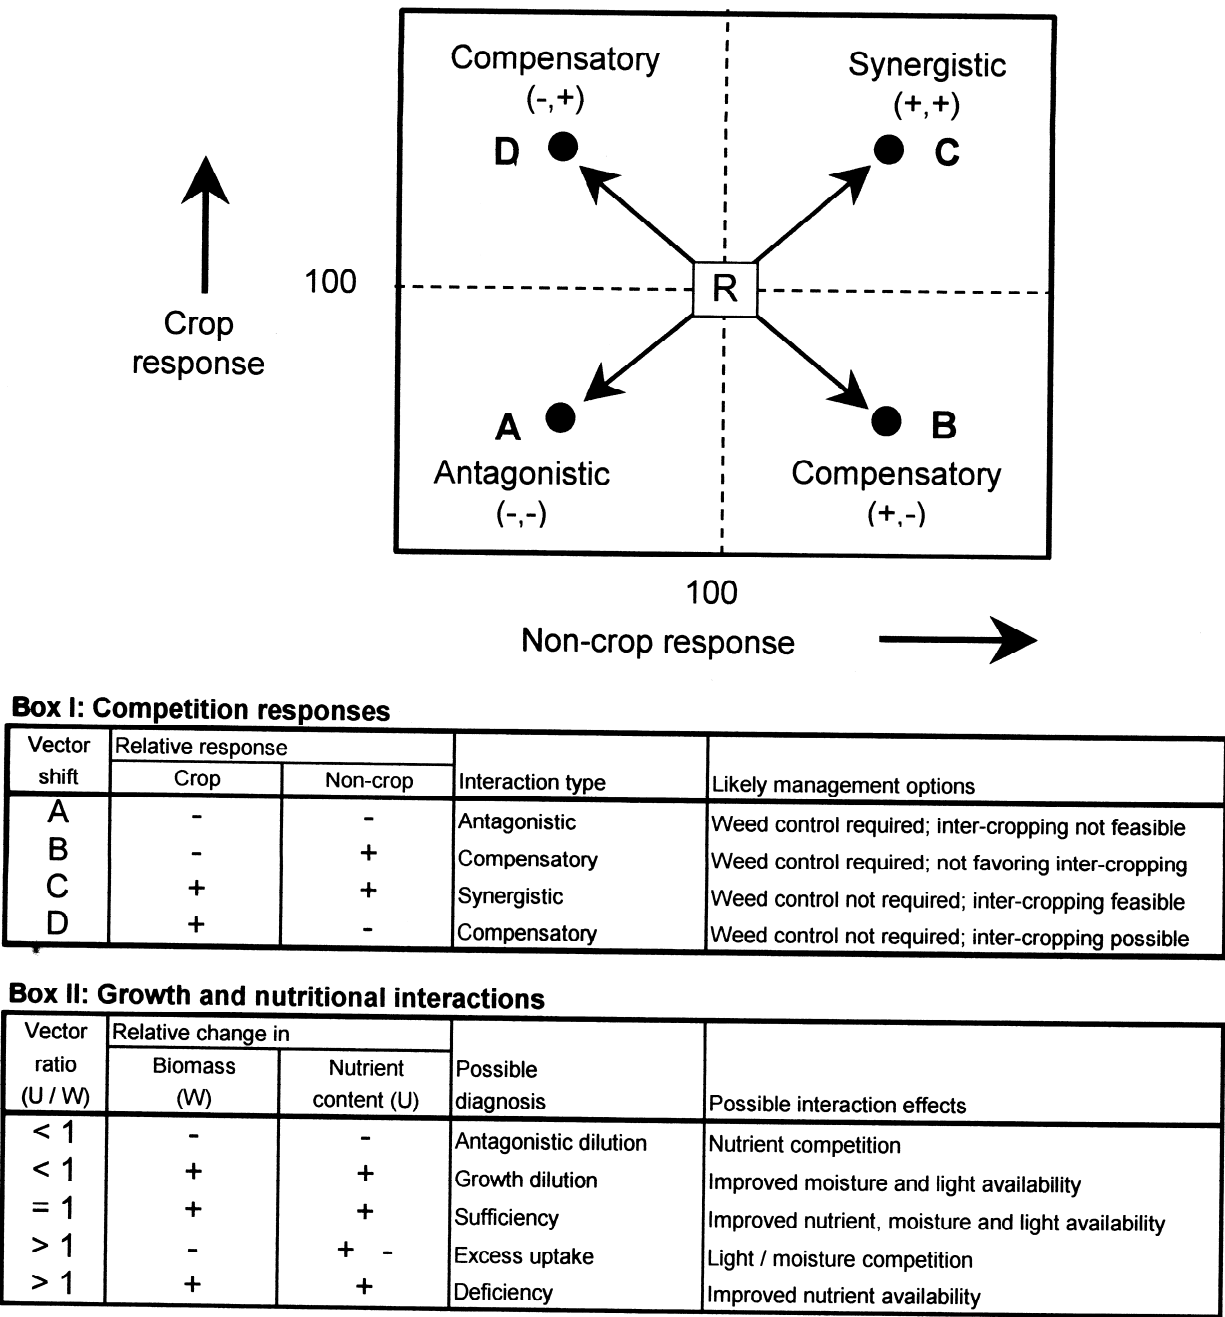 Compensatory
(-,+)
Synergistic
(+,+)
D
C
100
R
Crop
response
A
B
Antagonistic
(-,-)
Compensatory
(+,-)
100
Non-crop response
Box I: Competition responses
Vector shift | Relative response | Interaction type | Likely management options
Crop | Non-crop
A - - Antagonistic Weed control required; inter-cropping not feasible
B - + Compensatory Weed control required; not favoring inter-cropping
C + + Synergistic Weed control not required; inter-cropping feasible
D + - Compensatory Weed control not required; inter-cropping possible
Box II: Growth and nutritional interactions
Vector ratio (U / W) | Relative change in | Possible diagnosis | Possible interaction effects
Biomass (W) | Nutrient content (U)
< 1 - - Antagonistic dilution Nutrient competition
< 1 + + Growth dilution Improved moisture and light availability
= 1 + + Sufficiency Improved nutrient, moisture and light availability
> 1 - + - Excess uptake Light / moisture competition
> 1 + + Deficiency Improved nutrient availability